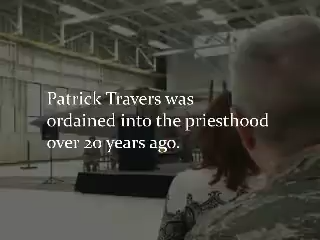 Patrick Travers was
ordained into the priesthood
over 20 years ago.